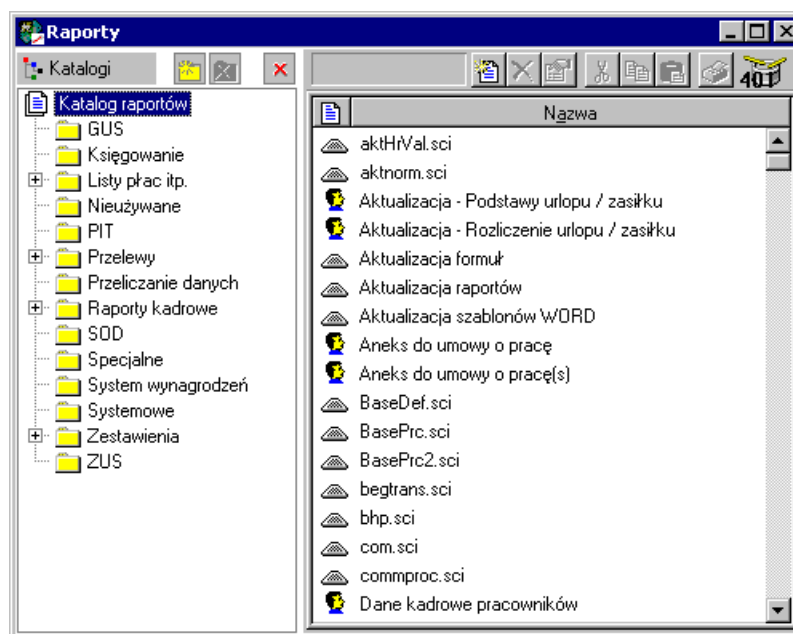 Raporty
Katalogi
401
Katalog raportów
GUS
Księgowanie
Listy płac itp.
Nieużywane
PIT
Przelewy
Przeliczanie danych
Raporty kadrowe
SOD
Specjalne
System wynagrodzeń
Systemowe
Zestawienia
ZUS
Nazwa
aktHrVal.sci
aktnorm.sci
Aktualizacja - Podstawy urlopu / zasiłku
Aktualizacja - Rozliczenie urlopu / zasiłku
Aktualizacja formuł
Aktualizacja raportów
Aktualizacja szablonów WORD
Aneks do umowy o pracę
Aneks do umowy o pracę(s)
BaseDef.sci
BasePrc.sci
BasePrc2.sci
begtrans.sci
bhp.sci
com.sci
commproc.sci
Dane kadrowe pracowników